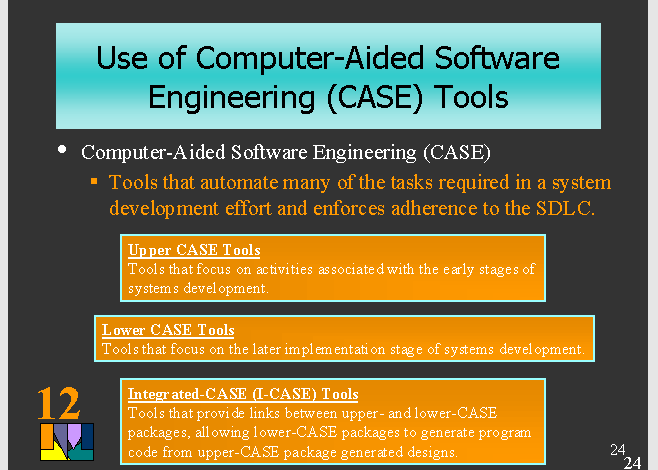 Use of Computer-Aided Software
Engineering (CASE) Tools
• Computer-Aided Software Engineering (CASE)
▪ Tools that automate many of the tasks required in a system
development effort and enforces adherence to the SDLC.
Upper CASE Tools
Tools that focus on activities associated with the early stages of
systems development.
Lower CASE Tools
Tools that focus on the later implementation stage of systems development.
Integrated-CASE (I-CASE) Tools
Tools that provide links between upper- and lower-CASE
packages, allowing lower-CASE packages to generate program
code from upper-CASE package generated designs.
12
24
24